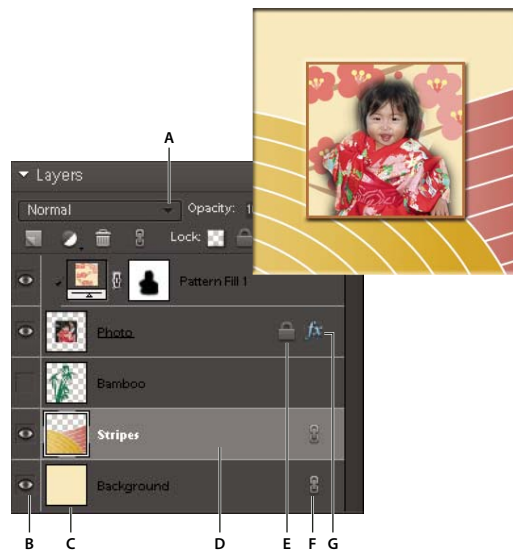 A
Layers
Normal Opacity: 1
Lock:
Pattern Fill 1
Photo
fx
Bamboo
Stripes
Background
B C D E F G